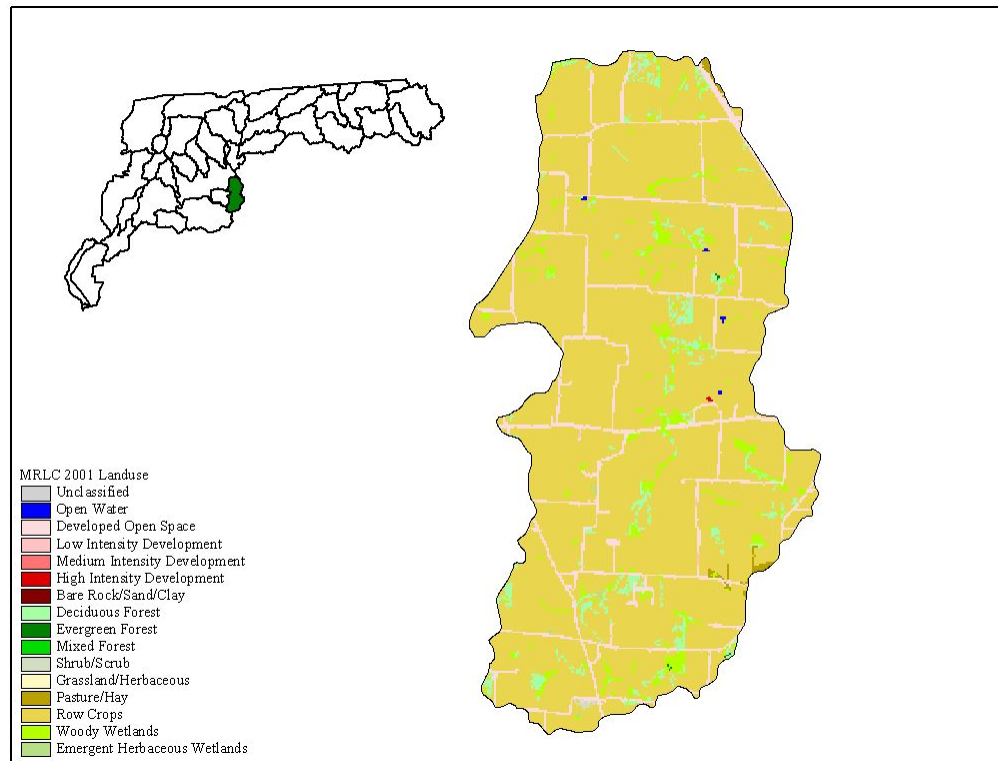 MRLC 2001 Landuse
Unclassified
Open Water
Developed Open Space
Low Intensity Development
Medium Intensity Development
High Intensity Development
Bare Rock/Sand/Clay
Deciduous Forest
Evergreen Forest
Mixed Forest
Shrub/Scrub
Grassland/Herbaceous
Pasture/Hay
Row Crops
Woody Wetlands
Emergent Herbaceous Wetlands